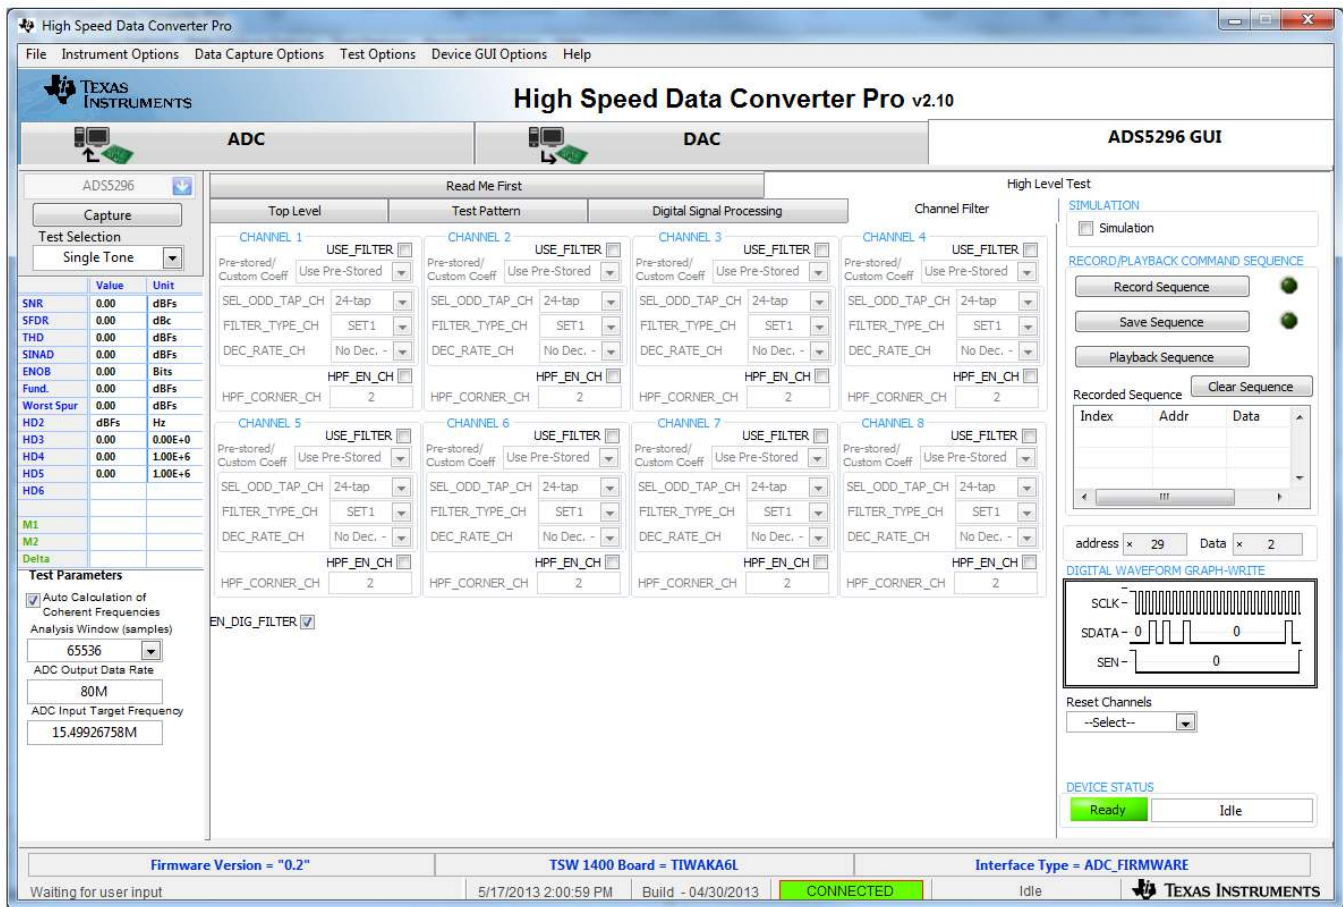 High Speed Data Converter Pro
File Instrument Options Data Capture Options Test Options Device GUI Options Help
TEXAS INSTRUMENTS
High Speed Data Converter Pro v2.10
ADC DAC ADS5296 GUI
ADS5296
Capture
Test Selection
Single Tone
Value Unit
SNR 0.00 dBFs
SFDR 0.00 dBc
THD 0.00 dBFs
SINAD 0.00 dBFs
ENOB 0.00 Bits
Fund. 0.00 dBFs
Worst Spur 0.00 dBFs
HD2 dBFs Hz
HD3 0.00 0.00E+0
HD4 0.00 1.00E+6
HD5 0.00 1.00E+6
HD6
M1
M2
Delta
Test Parameters
Auto Calculation of
Coherent Frequencies
Analysis Window (samples)
65536
ADC Output Data Rate
80M
ADC Input Target Frequency
15.49926758M
Read Me First High Level Test
Top Level Test Pattern Digital Signal Processing Channel Filter
CHANNEL 1
USE_FILTER
Pre-stored/
Custom Coeff Use Pre-Stored
SEL_ODD_TAP_CH 24-tap
FILTER_TYPE_CH SET1
DEC_RATE_CH No Dec. -
HPF_EN_CH
HPF_CORNER_CH 2
CHANNEL 2
USE_FILTER
Pre-stored/
Custom Coeff Use Pre-Stored
SEL_ODD_TAP_CH 24-tap
FILTER_TYPE_CH SET1
DEC_RATE_CH No Dec. -
HPF_EN_CH
HPF_CORNER_CH 2
CHANNEL 3
USE_FILTER
Pre-stored/
Custom Coeff Use Pre-Stored
SEL_ODD_TAP_CH 24-tap
FILTER_TYPE_CH SET1
DEC_RATE_CH No Dec. -
HPF_EN_CH
HPF_CORNER_CH 2
CHANNEL 4
USE_FILTER
Pre-stored/
Custom Coeff Use Pre-Stored
SEL_ODD_TAP_CH 24-tap
FILTER_TYPE_CH SET1
DEC_RATE_CH No Dec. -
HPF_EN_CH
HPF_CORNER_CH 2
CHANNEL 5
USE_FILTER
Pre-stored/
Custom Coeff Use Pre-Stored
SEL_ODD_TAP_CH 24-tap
FILTER_TYPE_CH SET1
DEC_RATE_CH No Dec. -
HPF_EN_CH
HPF_CORNER_CH 2
CHANNEL 6
USE_FILTER
Pre-stored/
Custom Coeff Use Pre-Stored
SEL_ODD_TAP_CH 24-tap
FILTER_TYPE_CH SET1
DEC_RATE_CH No Dec. -
HPF_EN_CH
HPF_CORNER_CH 2
CHANNEL 7
USE_FILTER
Pre-stored/
Custom Coeff Use Pre-Stored
SEL_ODD_TAP_CH 24-tap
FILTER_TYPE_CH SET1
DEC_RATE_CH No Dec. -
HPF_EN_CH
HPF_CORNER_CH 2
CHANNEL 8
USE_FILTER
Pre-stored/
Custom Coeff Use Pre-Stored
SEL_ODD_TAP_CH 24-tap
FILTER_TYPE_CH SET1
DEC_RATE_CH No Dec. -
HPF_EN_CH
HPF_CORNER_CH 2
EN_DIG_FILTER
SIMULATION
Simulation
RECORD/PLAYBACK COMMAND SEQUENCE
Record Sequence
Save Sequence
Playback Sequence
Clear Sequence
Recorded Sequence
Index Addr Data
address × 29 Data × 2
DIGITAL WAVEFORM GRAPH-WRITE
SCLK-
SDATA- 0 0
SEN- 0
Reset Channels
--Select--
DEVICE STATUS
Ready Idle
Firmware Version = "0.2" TSW 1400 Board = TIWAKA6L Interface Type = ADC_FIRMWARE
Waiting for user input 5/17/2013 2:00:59 PM Build - 04/30/2013 CONNECTED Idle TEXAS INSTRUMENTS